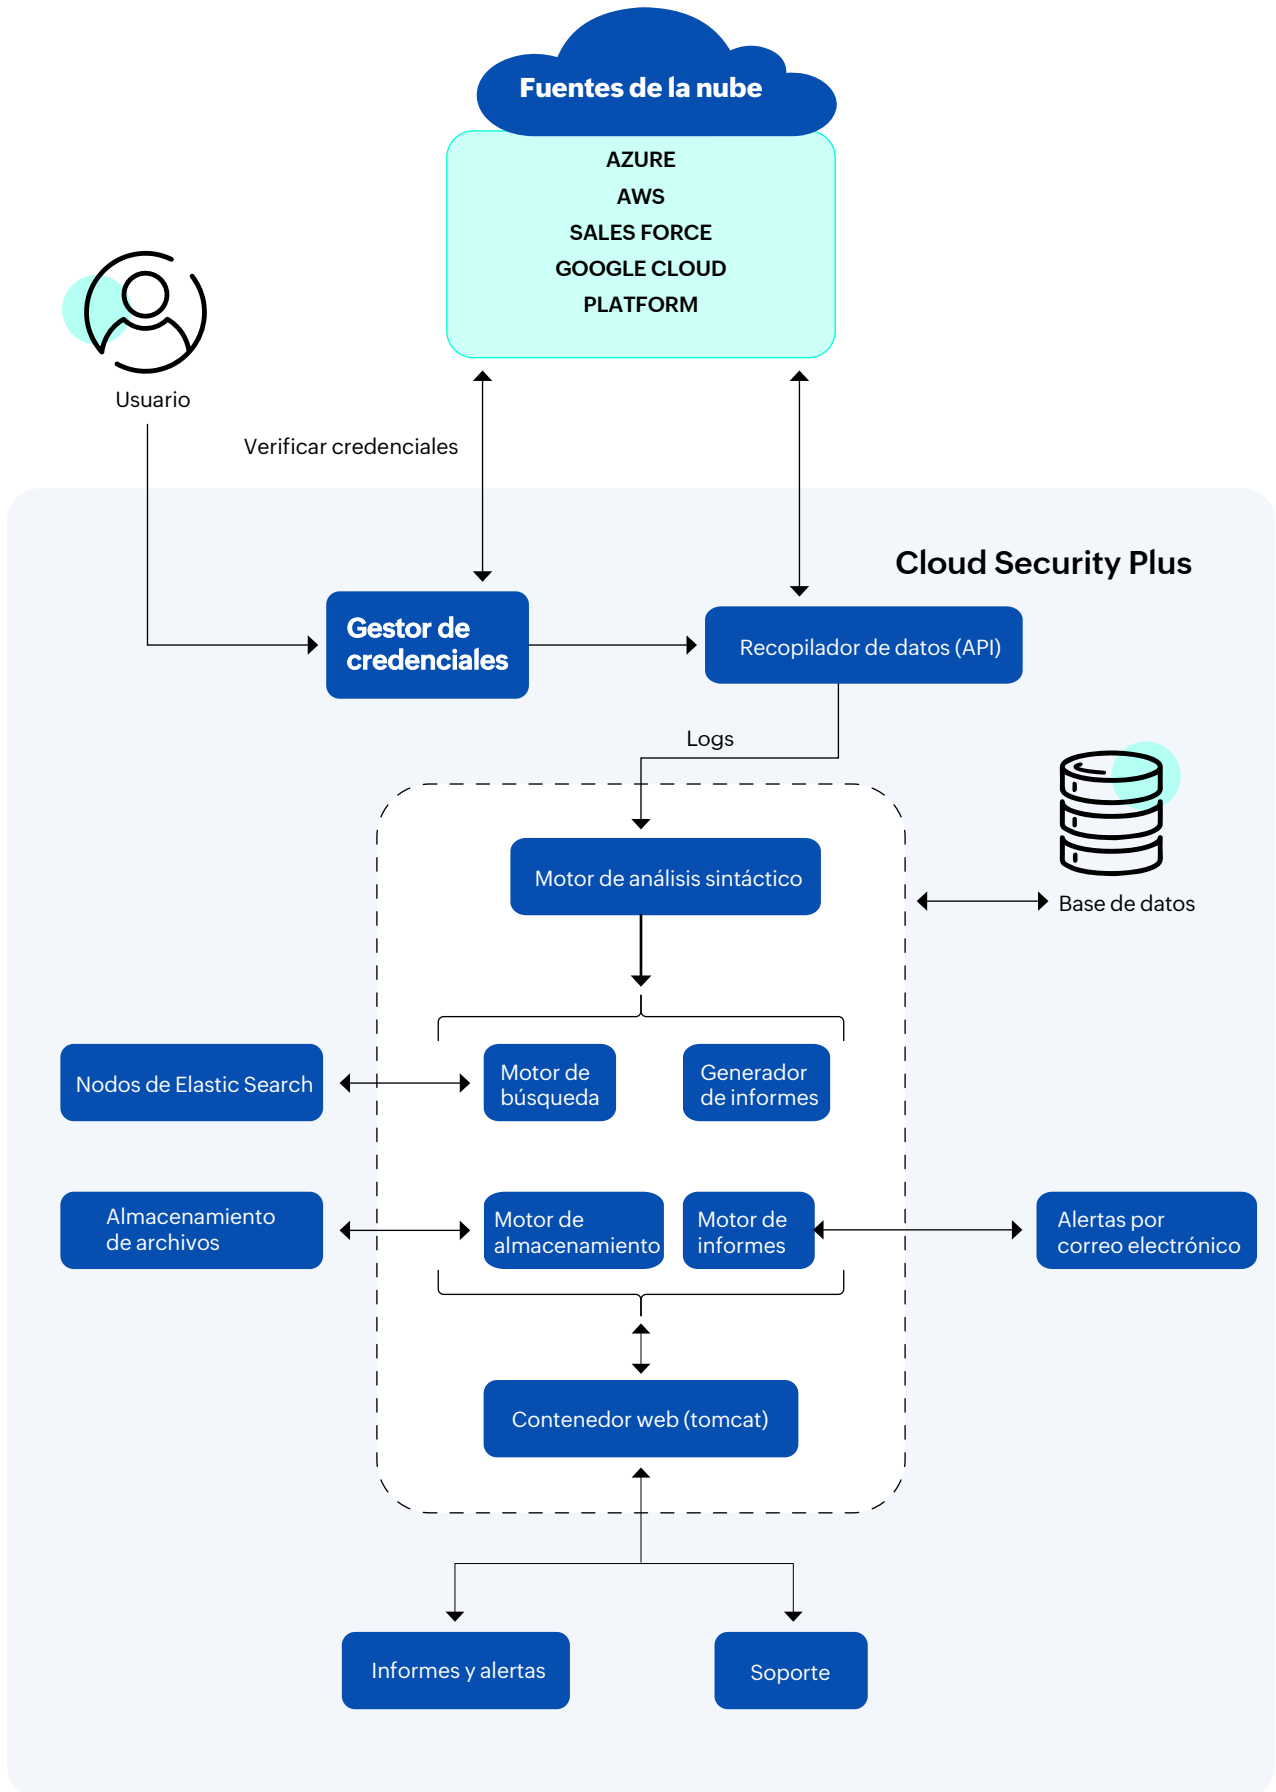 Fuentes de la nube
AZURE
AWS
SALES FORCE
GOOGLE CLOUD
PLATFORM
Usuario
Verificar credenciales
Cloud Security Plus
Gestor de
credenciales
Recopilador de datos (API)
Logs
Motor de análisis sintáctico
Base de datos
Nodos de Elastic Search
Motor de
búsqueda
Generador
de informes
Almacenamiento
de archivos
Motor de
almacenamiento
Motor de
informes
Alertas por
correo electrónico
Contenedor web (tomcat)
Informes y alertas
Soporte